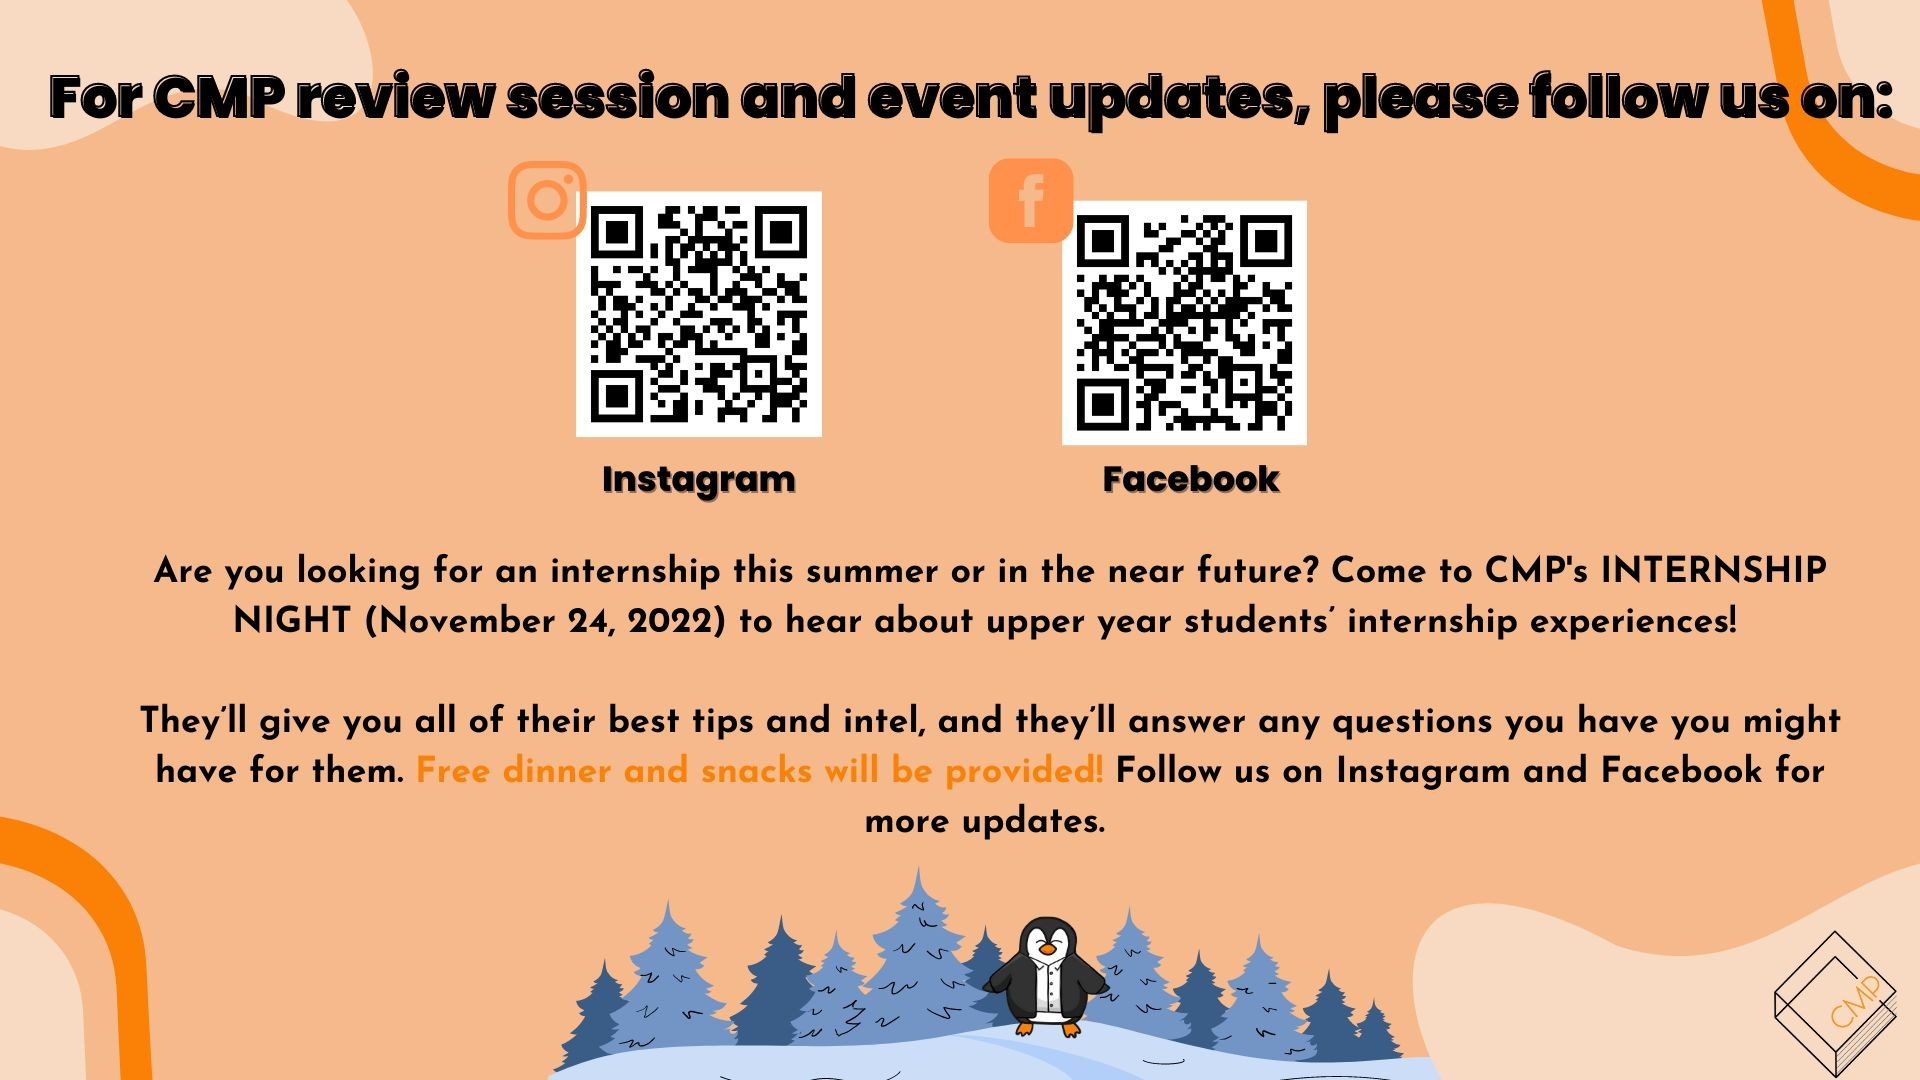 For CMP review session and event updates, please follow us on:
Instagram
Facebook
Are you looking for an internship this summer or in the near future? Come to CMP's INTERNSHIP
NIGHT (November 24, 2022) to hear about upper year students’ internship experiences!
They’ll give you all of their best tips and intel, and they’ll answer any questions you have you might
have for them. Free dinner and snacks will be provided! Follow us on Instagram and Facebook for
more updates.
CMP